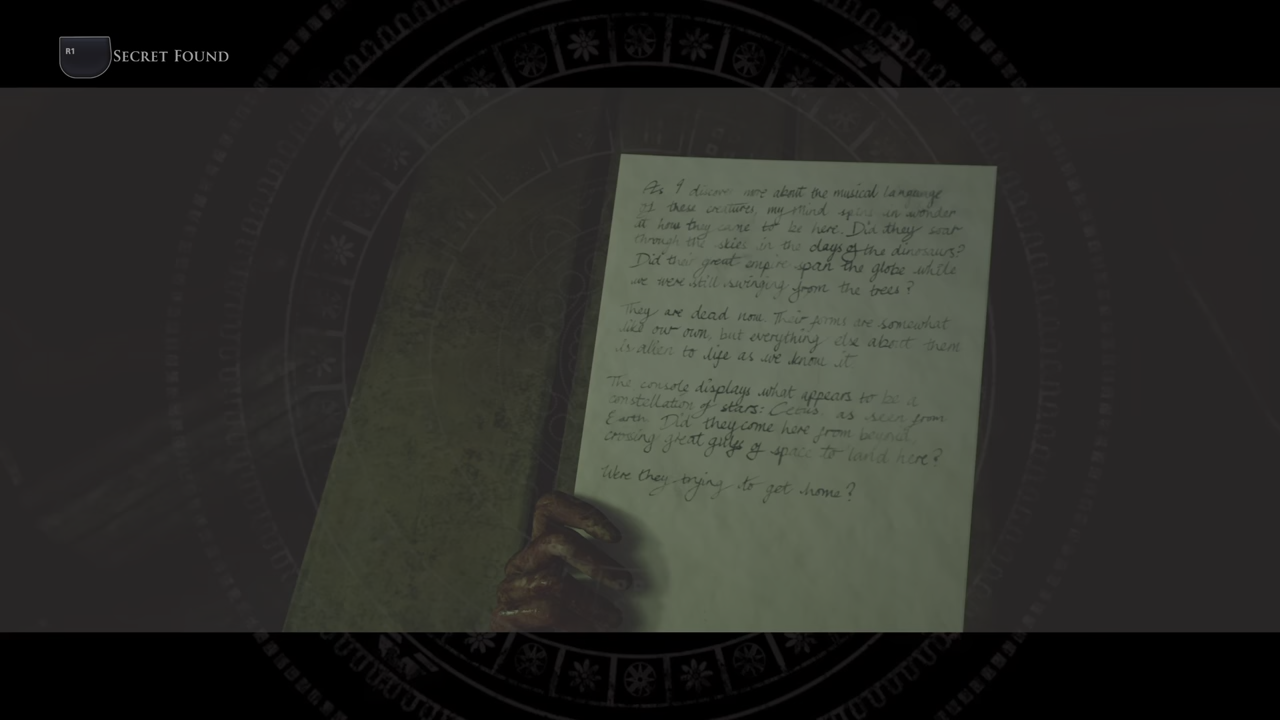 R1
SECRET FOUND
As I discover more about the musical language
of these creatures, my mind spins in wonder
at how they came to be here. Did they soar
through the skies in the days of the dinosaurs?
Did their great empire span the globe while
we were still swinging from the trees?
They are dead now. Their forms are somewhat
like our own, but everything else about them
is alien to life as we know it.
The console displays what appears to be a
constellation of stars: Cetus, as seen from
Earth. Did they come here from beyond,
crossing great gulfs of space to land here?
Were they trying to get home?